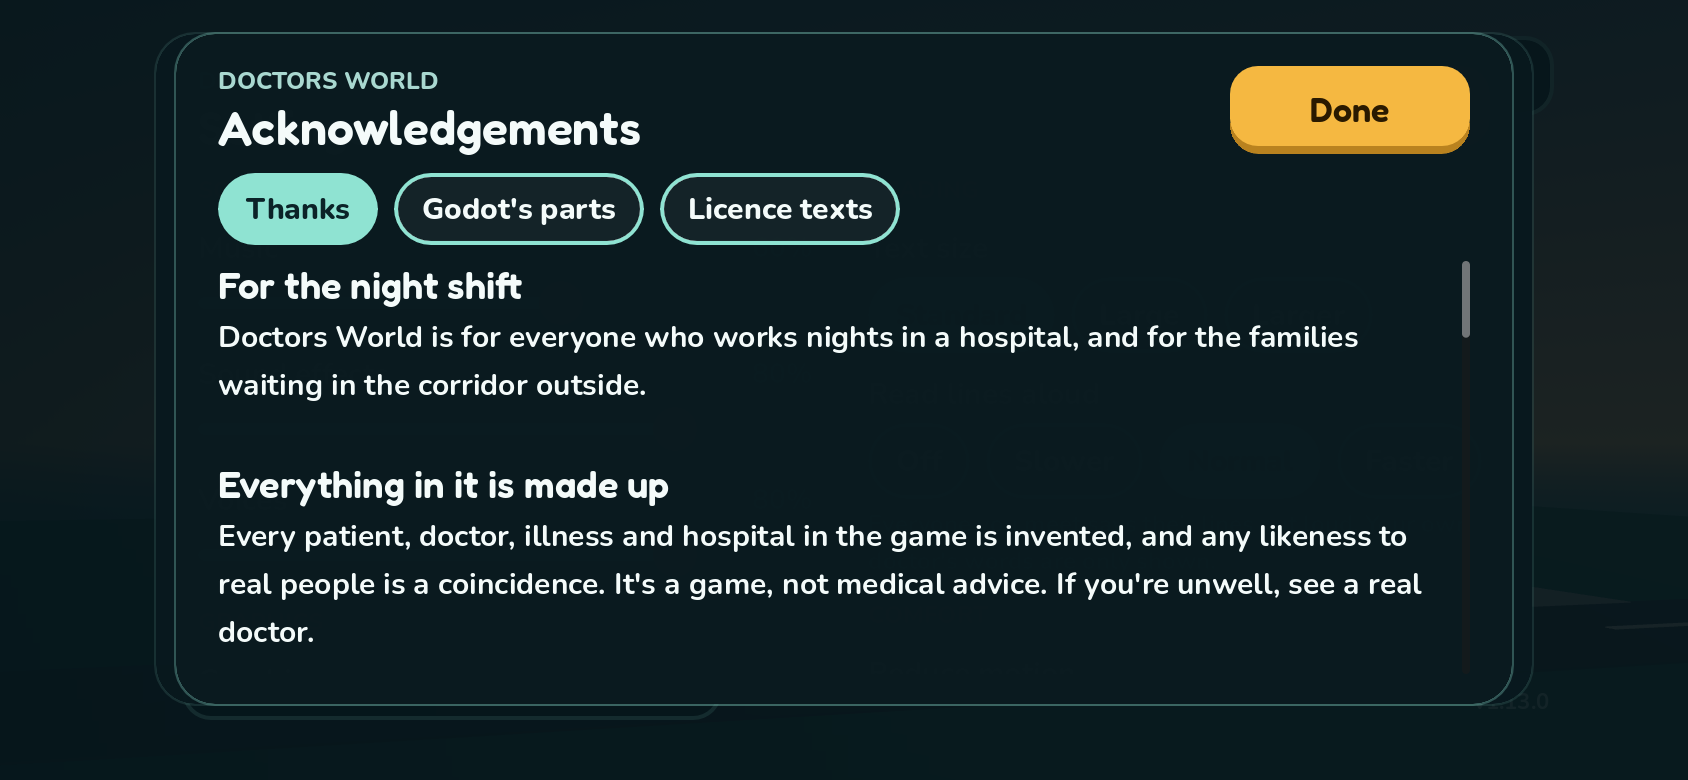 DOCTORS WORLD
Acknowledgements
Done
Thanks
Godot's parts
Licence texts
For the night shift
Doctors World is for everyone who works nights in a hospital, and for the families
waiting in the corridor outside.
Everything in it is made up
Every patient, doctor, illness and hospital in the game is invented, and any likeness to
real people is a coincidence. It's a game, not medical advice. If you're unwell, see a real
doctor.